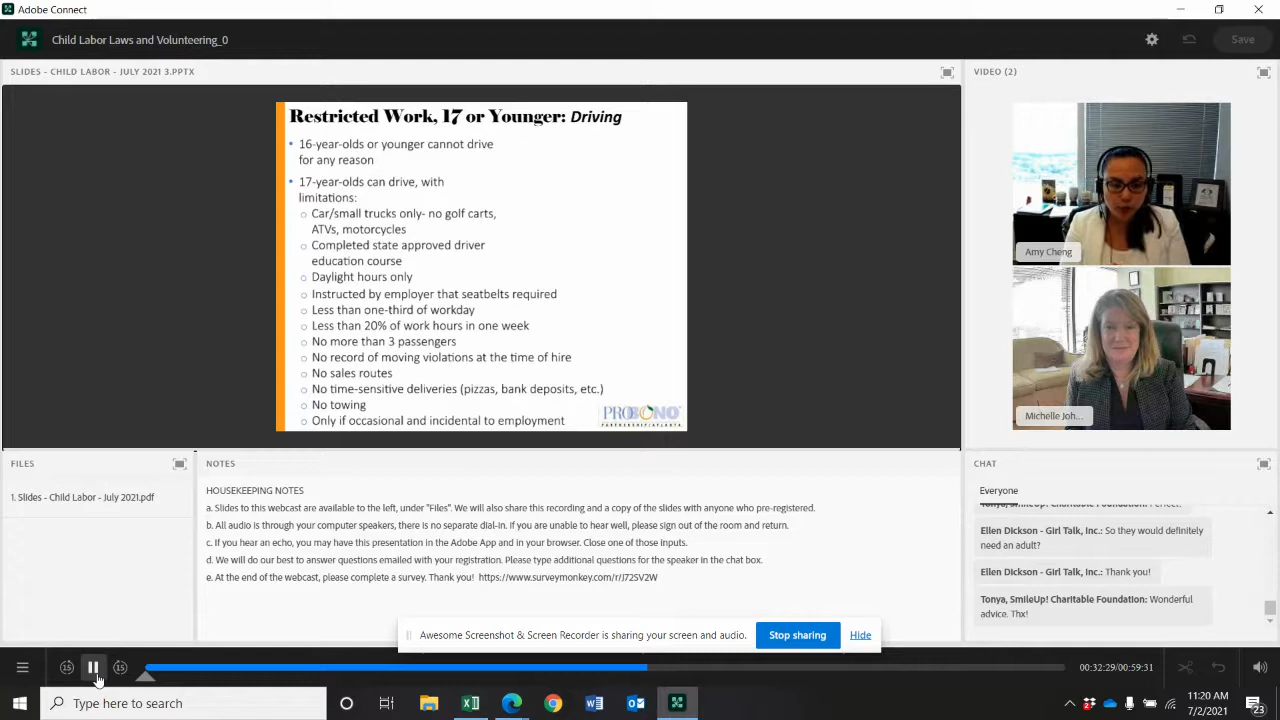 Adobe Connect
Child Labor Laws and Volunteering_0
Save
SLIDES - CHILD LABOR - JULY 2021 3.PPTX
VIDEO (2)
Restricted Work, 17 or Younger: Driving
• 16-year-olds or younger cannot drive
for any reason
• 17-year-olds can drive, with
limitations:
○ Car/small trucks only- no golf carts,
ATVs, motorcycles
○ Completed state approved driver
education course
○ Daylight hours only
○ Instructed by employer that seatbelts required
○ Less than one-third of workday
○ Less than 20% of work hours in one week
○ No more than 3 passengers
○ No record of moving violations at the time of hire
○ No sales routes
○ No time-sensitive deliveries (pizzas, bank deposits, etc.)
○ No towing
○ Only if occasional and incidental to employment
PROBONO
PARTNERSHIP/ATLANTA
Amy Cheng
Michelle Joh...
FILES
1. Slides - Child Labor - July 2021.pdf
NOTES
HOUSEKEEPING NOTES
a. Slides to this webcast are available to the left, under "Files". We will also share this recording and a copy of the slides with anyone who pre-registered.
b. All audio is through your computer speakers, there is no separate dial-in. If you are unable to hear well, please sign out of the room and return.
c. If you hear an echo, you may have this presentation in the Adobe App and in your browser. Close one of those inputs.
d. We will do our best to answer questions emailed with your registration. Please type additional questions for the speaker in the chat box.
e. At the end of the webcast, please complete a survey. Thank you! https://www.surveymonkey.com/r/J72SV2W
CHAT
Everyone
Tonya, SmileUp! Charitable Foundation: Perfect.
Ellen Dickson - Girl Talk, Inc.: So they would definitely
need an adult?
Ellen Dickson - Girl Talk, Inc.: Thank you!
Tonya, SmileUp! Charitable Foundation: Wonderful
advice. Thx!
Awesome Screenshot & Screen Recorder is sharing your screen and audio.
Stop sharing
Hide
15
15
00:32:29/00:59:31
Type here to search
11:20 AM
7/2/2021
23